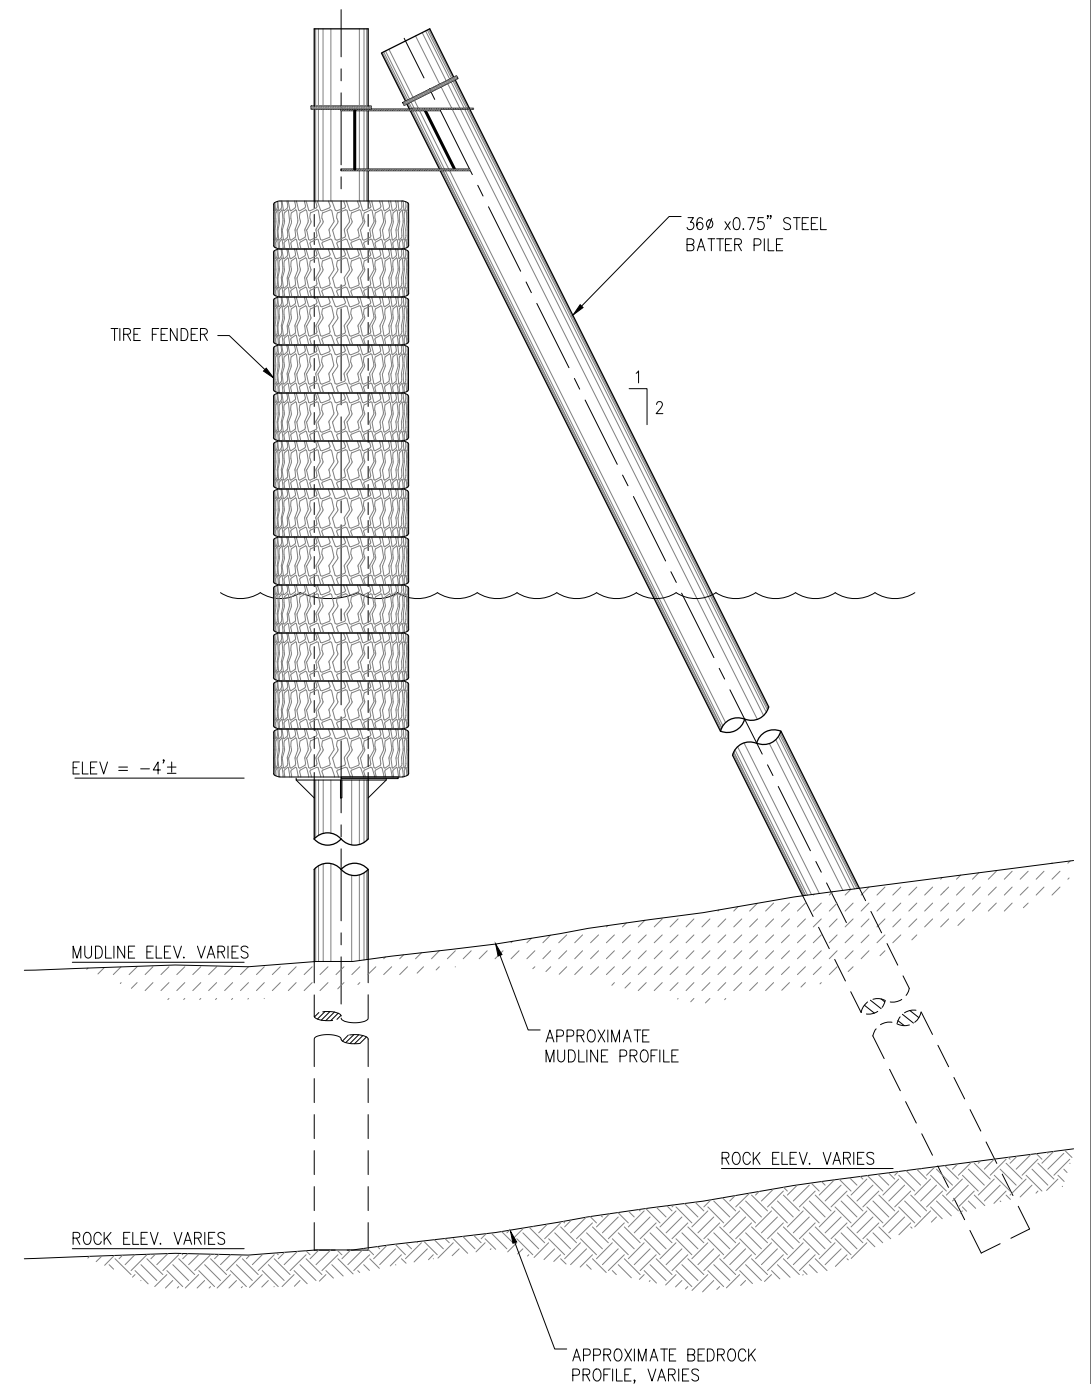 36ø x0.75" STEEL
BATTER PILE
TIRE FENDER
1
2
ELEV = -4'±
MUDLINE ELEV. VARIES
APPROXIMATE
MUDLINE PROFILE
ROCK ELEV. VARIES
ROCK ELEV. VARIES
APPROXIMATE BEDROCK
PROFILE, VARIES